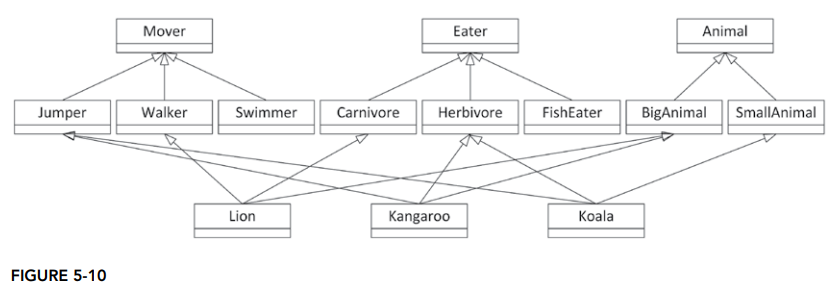 Mover Eater Animal
Jumper Walker Swimmer Carnivore Herbivore FishEater BigAnimal SmallAnimal
Lion Kangaroo Koala
FIGURE 5-10